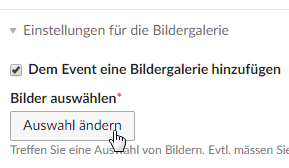 Einstellungen für die Bildergalerie
Dem Event eine Bildergalerie hinzufügen
Bilder auswählen*
Auswahl ändern
Treffen Sie eine Auswahl von Bildern. Evtl. mässen Sie